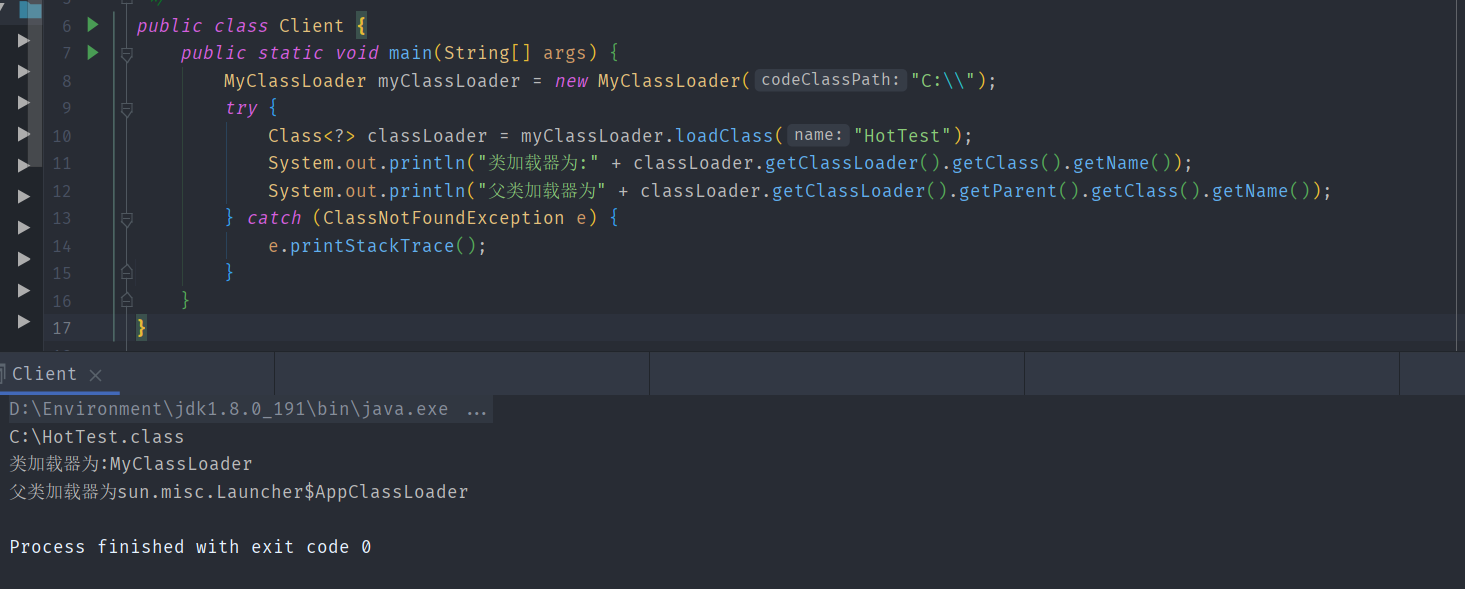 6 public class Client {
7 public static void main(String[] args) {
8 MyClassLoader myClassLoader = new MyClassLoader( codeClassPath: "C:\\");
9 try {
10 Class<?> classLoader = myClassLoader.loadClass( name: "HotTest");
11 System.out.println("类加载器为:" + classLoader.getClassLoader().getClass().getName());
12 System.out.println("父类加载器为" + classLoader.getClassLoader().getParent().getClass().getName());
13 } catch (ClassNotFoundException e) {
14 e.printStackTrace();
15 }
16 }
17 }
Client
D:\Environment\jdk1.8.0_191\bin\java.exe ...
C:\HotTest.class
类加载器为:MyClassLoader
父类加载器为sun.misc.Launcher$AppClassLoader
Process finished with exit code 0